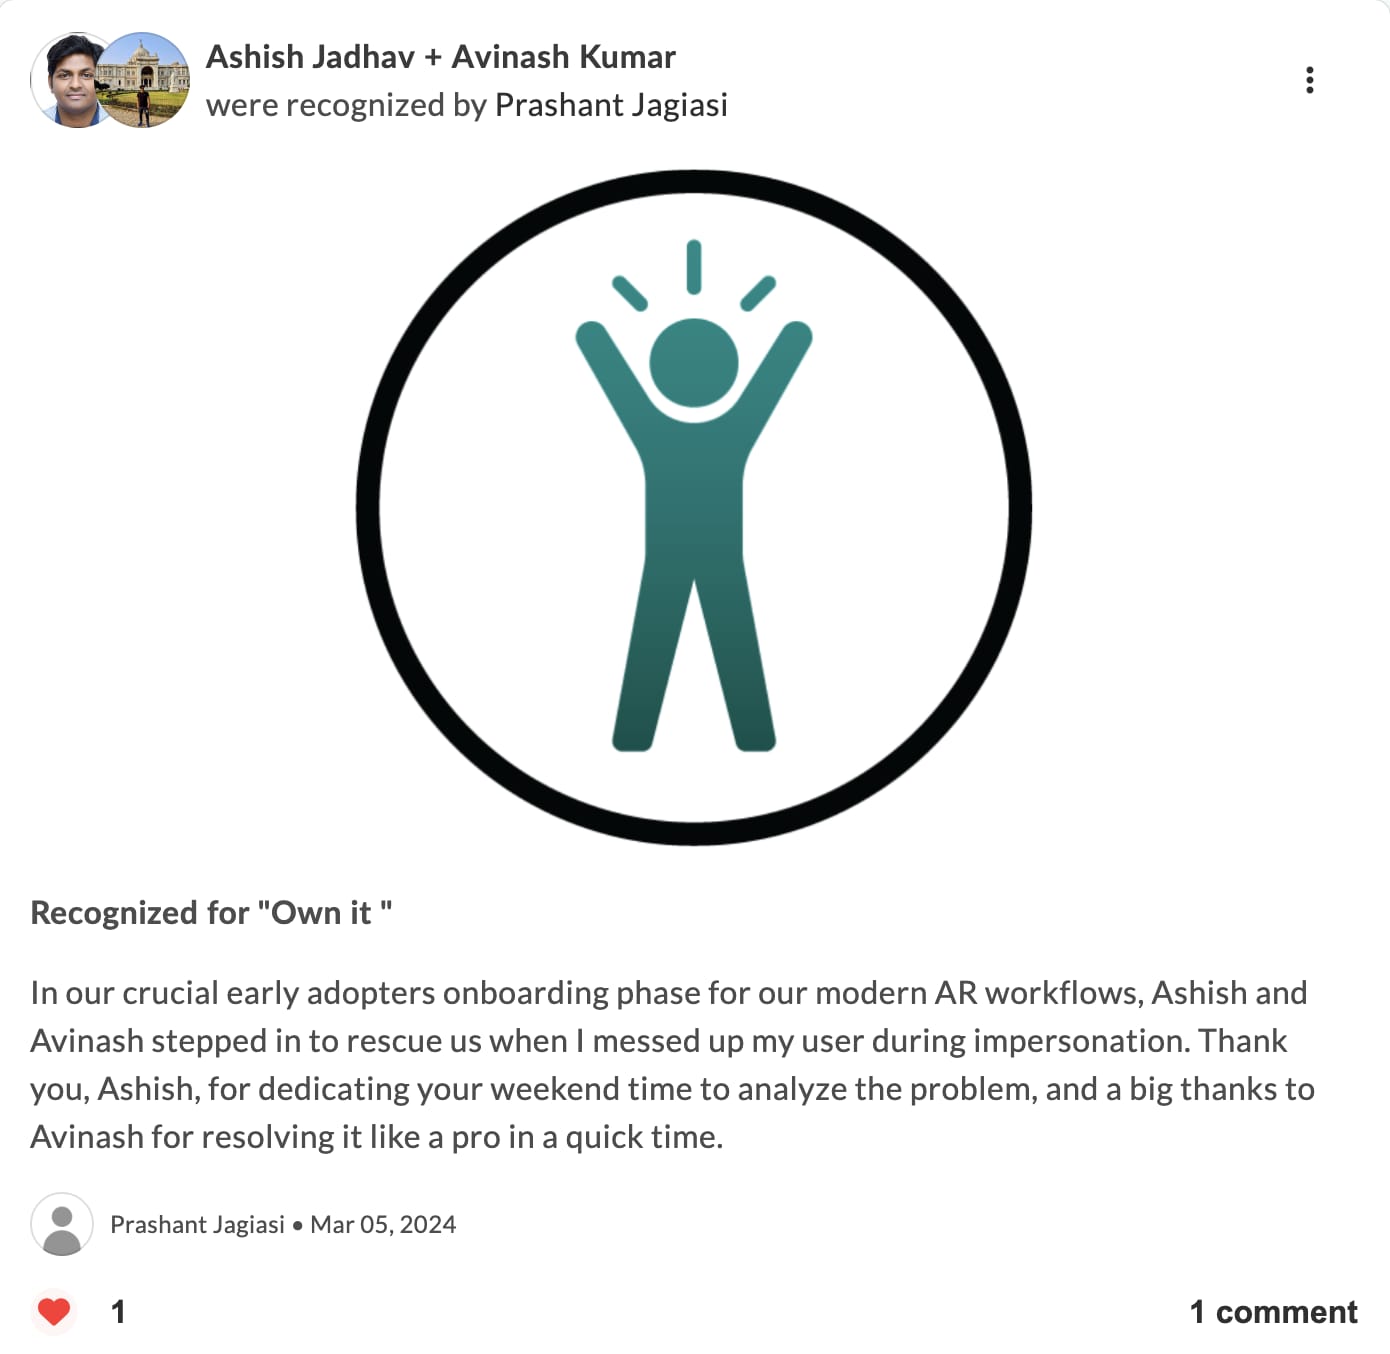 Ashish Jadhav + Avinash Kumar
were recognized by Prashant Jagiasi
Recognized for "Own it "
In our crucial early adopters onboarding phase for our modern AR workflows, Ashish and
Avinash stepped in to rescue us when I messed up my user during impersonation. Thank
you, Ashish, for dedicating your weekend time to analyze the problem, and a big thanks to
Avinash for resolving it like a pro in a quick time.
Prashant Jagiasi • Mar 05, 2024
1 1 comment